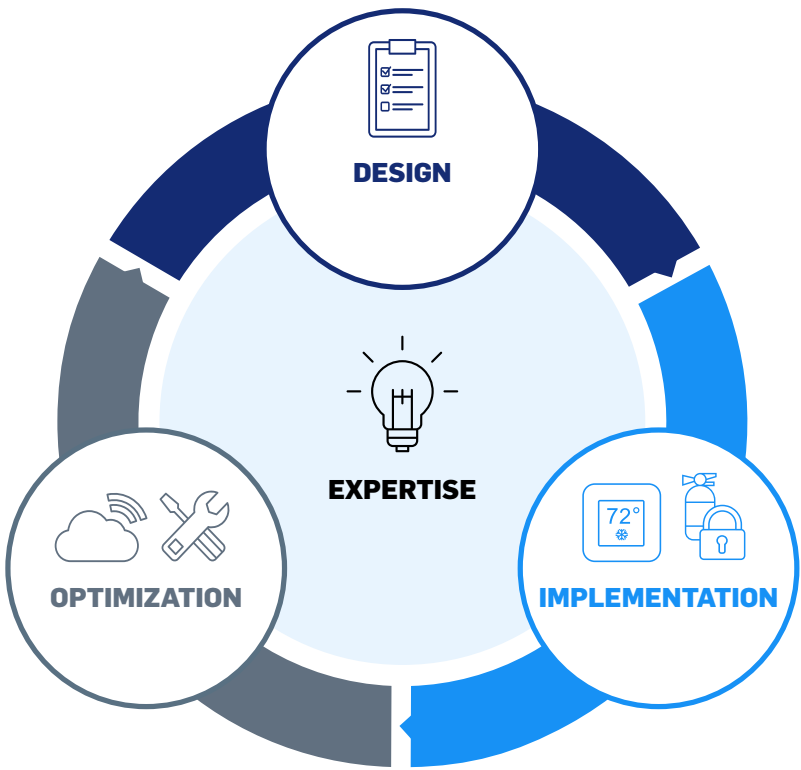 DESIGN
EXPERTISE
72°
OPTIMIZATION
IMPLEMENTATION